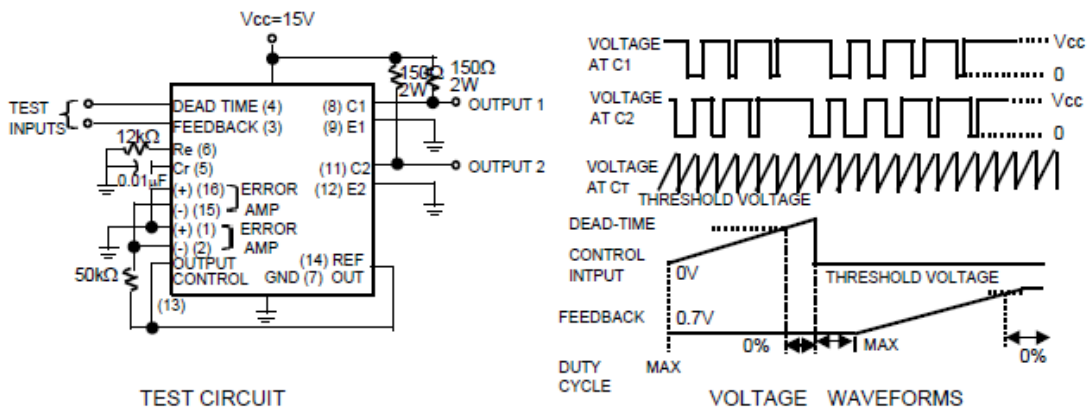 Vcc=15V
150Ω
2W
150Ω
2W
TEST
INPUTS
DEAD TIME (4)
FEEDBACK (3)
12kΩ
Re (6)
Cr (5)
0.01µF
(+) (16)
(-) (15)
ERROR
AMP
(+) (1)
(-) (2)
ERROR
AMP
OUTPUT
CONTROL
(13)
50kΩ
GND (7)
(8) C1
(9) E1
(11) C2
(12) E2
(14) REF
OUT
OUTPUT 1
OUTPUT 2
TEST CIRCUIT
VOLTAGE
AT C1
Vcc
0
VOLTAGE
AT C2
Vcc
0
VOLTAGE
AT CT
THRESHOLD VOLTAGE
DEAD-TIME
CONTROL
INTPUT
0V
THRESHOLD VOLTAGE
FEEDBACK
0.7V
0%
MAX
0%
DUTY
CYCLE
MAX
VOLTAGE WAVEFORMS